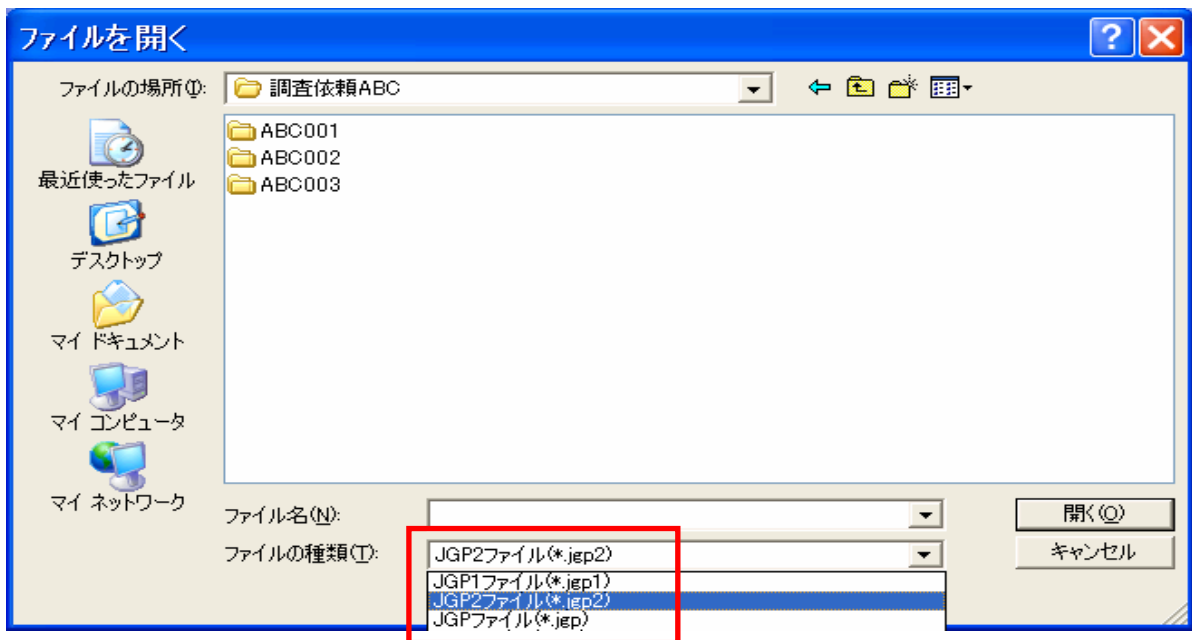 ファイルを開く
ファイルの場所(I):
調査依頼ABC
ABC001
ABC002
ABC003
最近使ったファイル
デスクトップ
マイ ドキュメント
マイ コンピュータ
マイ ネットワーク
ファイル名(N):
開く(O)
ファイルの種類(T):
JGP2ファイル(*.jgp2)
キャンセル
JGP1ファイル(*.jgp1)
JGP2ファイル(*.jgp2)
JGPファイル(*.jgp)